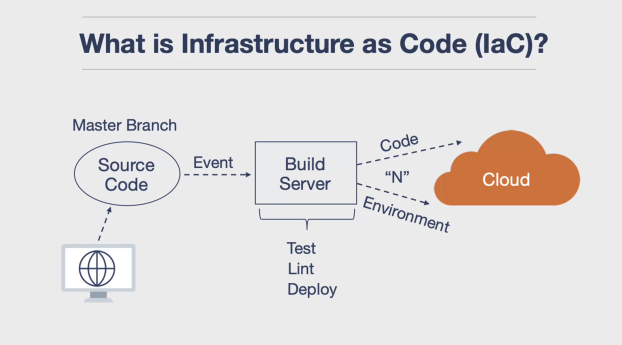 What is Infrastructure as Code (IaC)?
Master Branch
Source
Code
Event
Build
Server
Code
“N”
Environment
Cloud
Test
Lint
Deploy